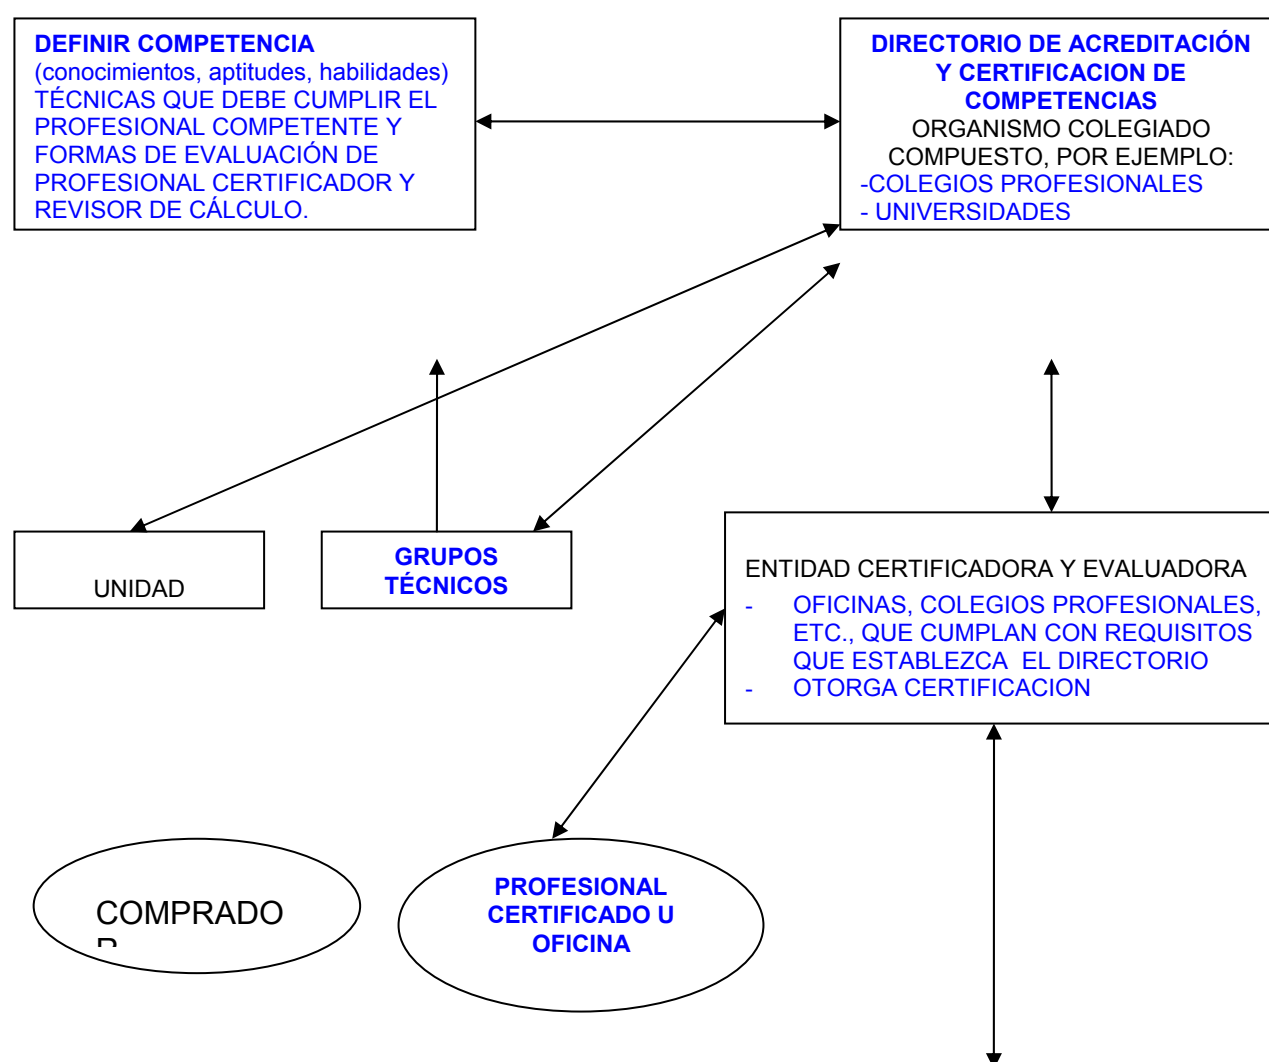 DEFINIR COMPETENCIA
(conocimientos, aptitudes, habilidades)
TÉCNICAS QUE DEBE CUMPLIR EL
PROFESIONAL COMPETENTE Y
FORMAS DE EVALUACIÓN DE
PROFESIONAL CERTIFICADOR Y
REVISOR DE CÁLCULO.
DIRECTORIO DE ACREDITACIÓN
Y CERTIFICACION DE
COMPETENCIAS
ORGANISMO COLEGIADO
COMPUESTO, POR EJEMPLO:
-COLEGIOS PROFESIONALES
- UNIVERSIDADES
UNIDAD
GRUPOS
TÉCNICOS
ENTIDAD CERTIFICADORA Y EVALUADORA
- OFICINAS, COLEGIOS PROFESIONALES,
ETC., QUE CUMPLAN CON REQUISITOS
QUE ESTABLEZCA EL DIRECTORIO
- OTORGA CERTIFICACION
COMPRADO
R
PROFESIONAL
CERTIFICADO U
OFICINA